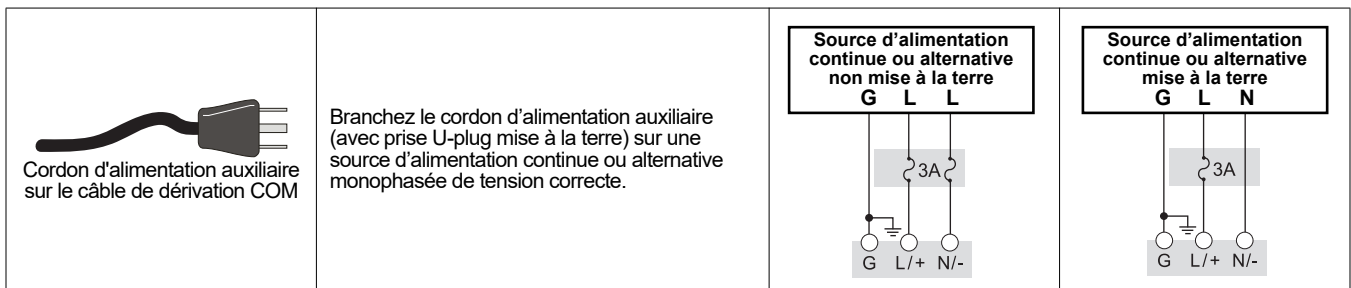 Cordon d'alimentation auxiliaire
sur le câble de dérivation COM
Branchez le cordon d’alimentation auxiliaire
(avec prise U-plug mise à la terre) sur une
source d’alimentation continue ou alternative
monophasée de tension correcte.
Source d’alimentation
continue ou alternative
non mise à la terre
G L L
3A
G L/+ N/-
Source d’alimentation
continue ou alternative
mise à la terre
G L N
3A
G L/+ N/-